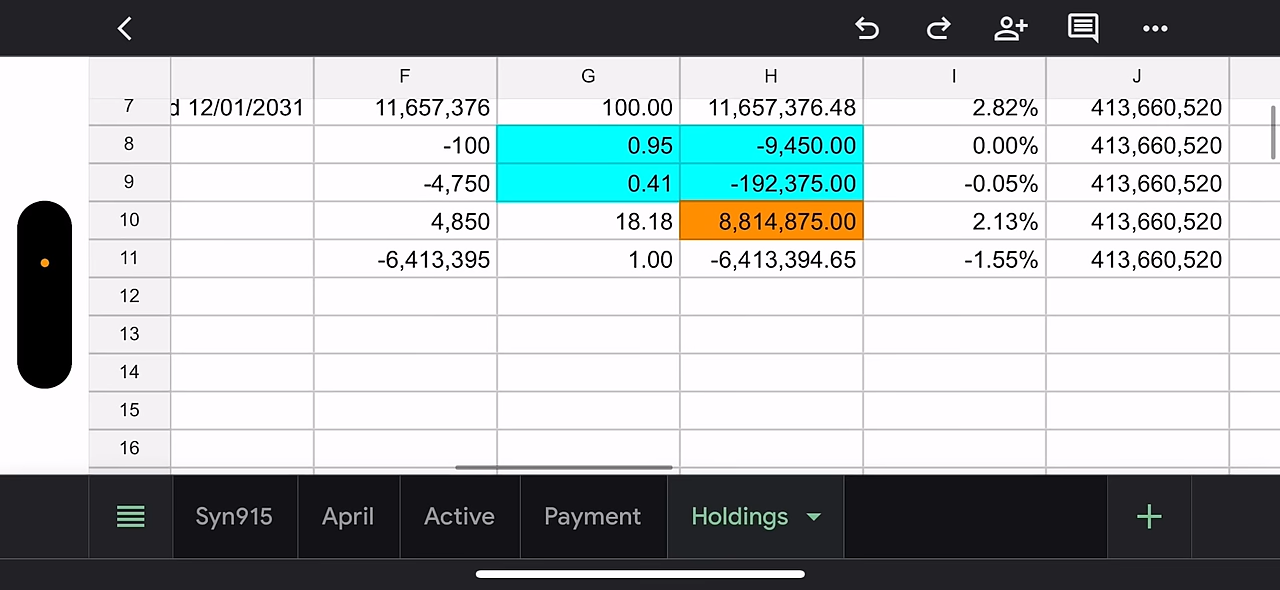 F G H I J
7 d 12/01/2031 11,657,376 100.00 11,657,376.48 2.82% 413,660,520
8 -100 0.95 -9,450.00 0.00% 413,660,520
9 -4,750 0.41 -192,375.00 -0.05% 413,660,520
10 4,850 18.18 8,814,875.00 2.13% 413,660,520
11 -6,413,395 1.00 -6,413,394.65 -1.55% 413,660,520
12
13
14
15
16
Syn915 April Active Payment Holdings